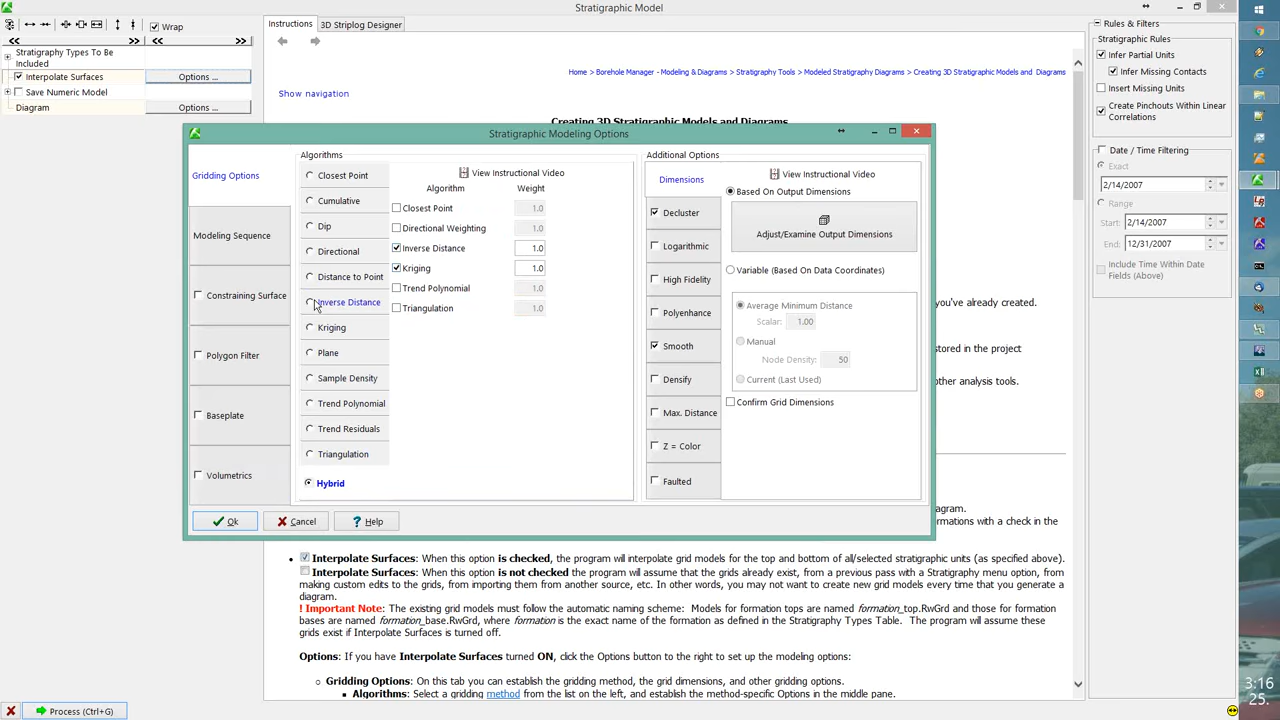 Stratigraphic Model
Wrap
Instructions
3D Striplog Designer
Rules & Filters
<< >> << >>
Stratigraphy Types To Be Included
Interpolate Surfaces
Options ...
Save Numeric Model
Diagram
Options ...
Home > Borehole Manager - Modeling & Diagrams > Stratigraphy Tools > Modeled Stratigraphy Diagrams > Creating 3D Stratigraphic Models and Diagrams
Show navigation
Creating 3D Stratigraphic Models and Diagrams
Stratigraphic Rules
Infer Partial Units
Infer Missing Contacts
Insert Missing Units
Create Pinchouts Within Linear Correlations
Date / Time Filtering
Exact
2/14/2007
Range
Start: 2/14/2007
End: 12/31/2007
Include Time Within Date Fields (Above)
Stratigraphic Modeling Options
Gridding Options
Modeling Sequence
Constraining Surface
Polygon Filter
Baseplate
Volumetrics
Algorithms
Closest Point
Cumulative
Dip
Directional
Distance to Point
Inverse Distance
Kriging
Plane
Sample Density
Trend Polynomial
Trend Residuals
Triangulation
Hybrid
View Instructional Video
Algorithm Weight
Closest Point 1.0
Directional Weighting 1.0
Inverse Distance 1.0
Kriging 1.0
Trend Polynomial 1.0
Triangulation 1.0
Additional Options
Dimensions
Decluster
Logarithmic
High Fidelity
Polyenhance
Smooth
Densify
Max. Distance
Z = Color
Faulted
View Instructional Video
Based On Output Dimensions
Adjust/Examine Output Dimensions
Variable (Based On Data Coordinates)
Average Minimum Distance
Scalar: 1.00
Manual
Node Density: 50
Current (Last Used)
Confirm Grid Dimensions
Ok
Cancel
Help
you've already created.
stored in the project
other analysis tools.
agram.
ormations with a check in the
Interpolate Surfaces: When this option is checked, the program will interpolate grid models for the top and bottom of all/selected stratigraphic units (as specified above).
Interpolate Surfaces: When this option is not checked the program will assume that the grids already exist, from a previous pass with a Stratigraphy menu option, from
making custom edits to the grids, from importing them from another source, etc. In other words, you may not want to create new grid models every time that you generate a
diagram.
! Important Note: The existing grid models must follow the automatic naming scheme: Models for formation tops are named formation_top.RwGrd and those for formation
bases are named formation_base.RwGrd, where formation is the exact name of the formation as defined in the Stratigraphy Types Table. The program will assume these
grids exist if Interpolate Surfaces is turned off.
Options: If you have Interpolate Surfaces turned ON, click the Options button to the right to set up the modeling options:
Gridding Options: On this tab you can establish the gridding method, the grid dimensions, and other gridding options.
Algorithms: Select a gridding method from the list on the left, and establish the method-specific Options in the middle pane.
Process (Ctrl+G)
3:16
25.